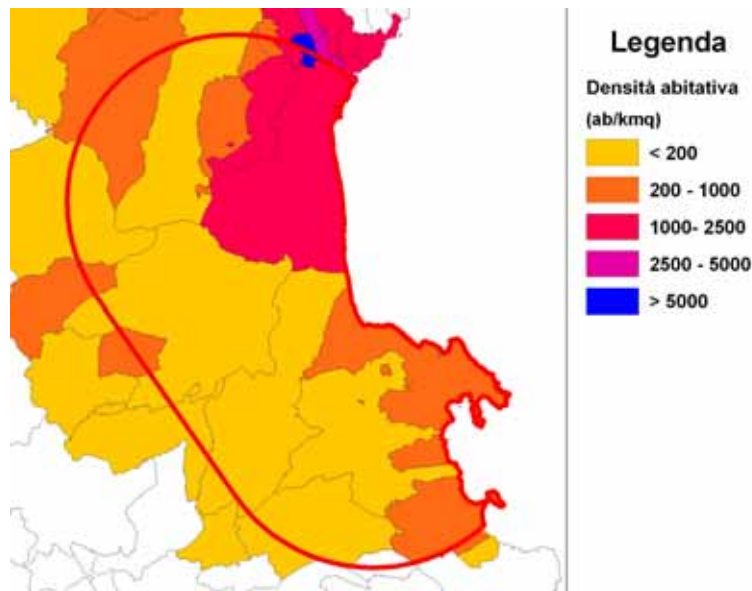 Legenda
Densità abitativa
(ab/kmq)
< 200
200 - 1000
1000- 2500
2500 - 5000
> 5000